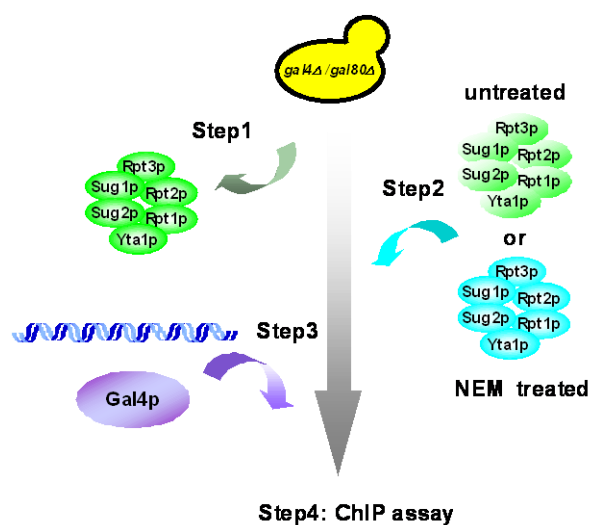 gal4Δ/gal80Δ
untreated
Step1
Rpt3p
Sug1p
Rpt2p
Sug2p
Rpt1p
Yta1p
Rpt3p
Sug1p
Rpt2p
Sug2p
Rpt1p
Yta1p
Step2
or
Rpt3p
Sug1p
Rpt2p
Sug2p
Rpt1p
Yta1p
NEM treated
Step3
Gal4p
Step4: ChIP assay